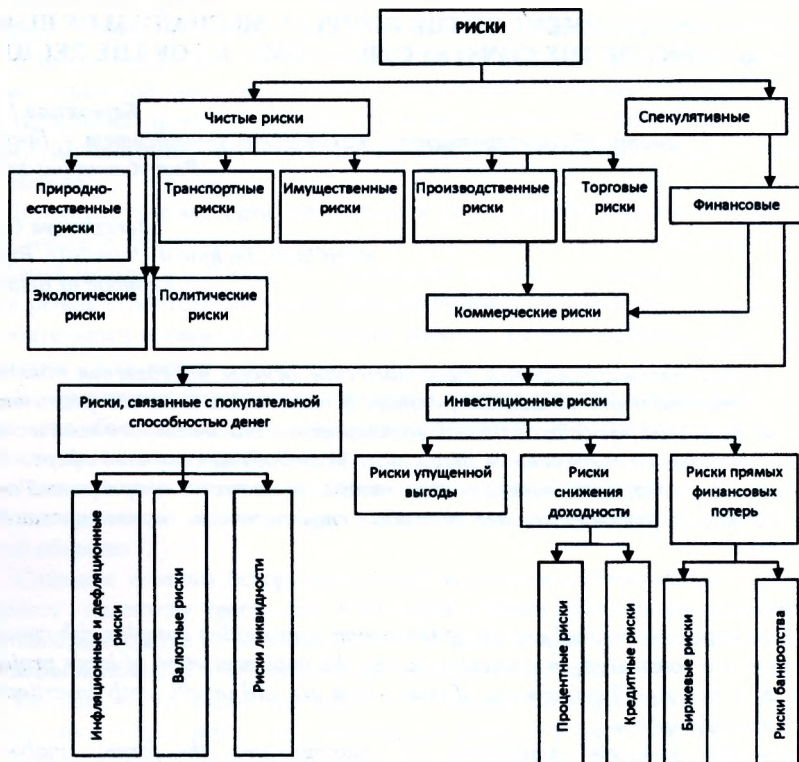 РИСКИ
Чистые риски
Спекулятивные
Природно-
естественные
риски
Транспортные
риски
Имущественные
риски
Производственные
риски
Торговые
риски
Финансовые
Экологические
риски
Политические
риски
Коммерческие риски
Риски, связанные с покупательной
способностью денег
Инвестиционные риски
Риски упущенной
выгоды
Риски
снижения
доходности
Риски прямых
финансовых
потерь
Инфляционные и дефляционные
риски
Валютные риски
Риски ликвидности
Процентные риски
Кредитные риски
Биржевые риски
Риски банкротства